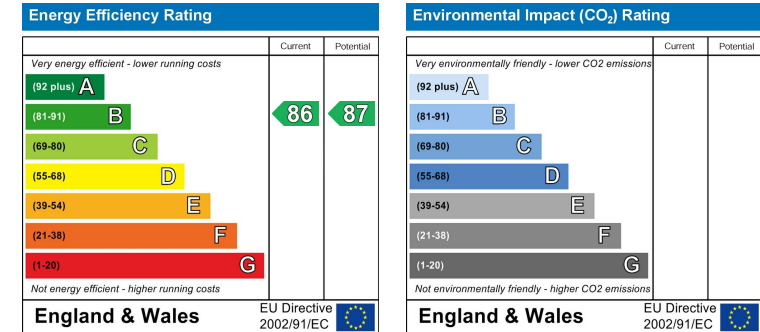 Energy Efficiency Rating
Current Potential
Very energy efficient - lower running costs
(92 plus) A
(81-91) B 86 87
(69-80) C
(55-68) D
(39-54) E
(21-38) F
(1-20) G
Not energy efficient - higher running costs
England & Wales
EU Directive
2002/91/EC
Environmental Impact (CO₂) Rating
Current Potential
Very environmentally friendly - lower CO2 emissions
(92 plus) A
(81-91) B
(69-80) C
(55-68) D
(39-54) E
(21-38) F
(1-20) G
Not environmentally friendly - higher CO2 emissions
England & Wales
EU Directive
2002/91/EC